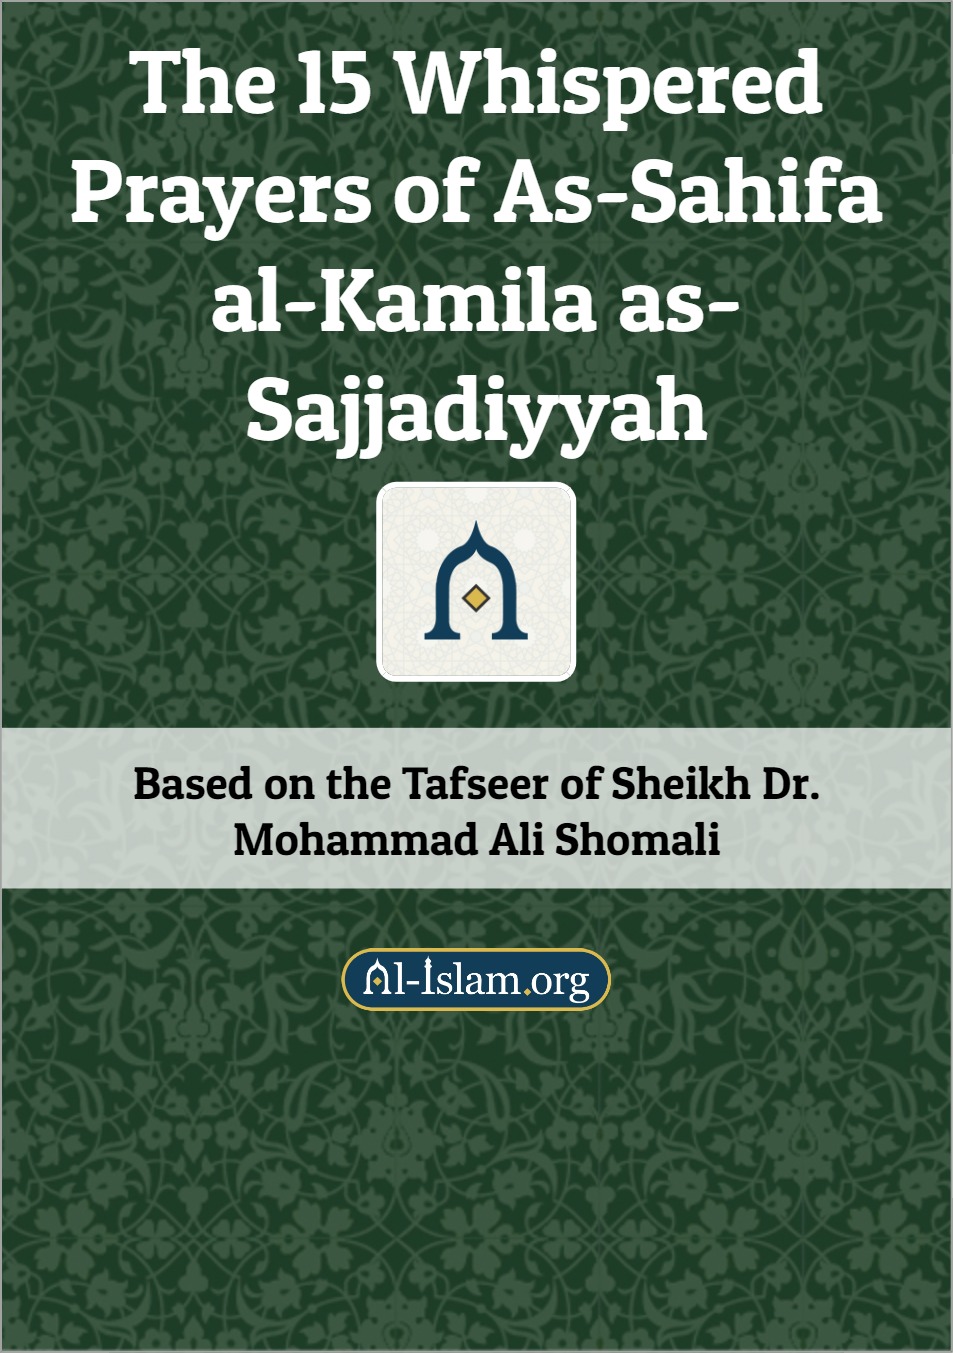 The 15 Whispered
Prayers of As-Sahifa
al-Kamila as-
Sajjadiyyah
Based on the Tafseer of Sheikh Dr.
Mohammad Ali Shomali
Al-Islam.org